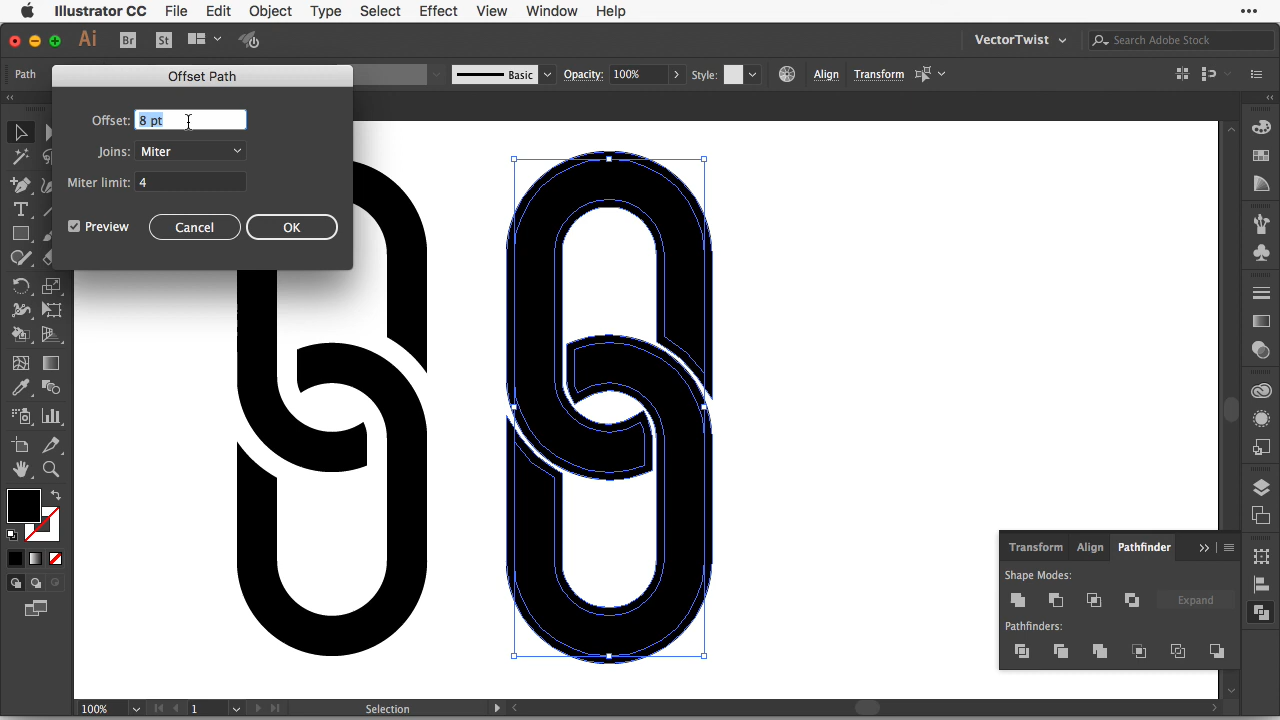 Illustrator CC File Edit Object Type Select Effect View Window Help
Ai Br St VectorTwist Search Adobe Stock
Path Basic Opacity: 100% Style: Align Transform
Offset Path
Offset: 8 pt
Joins: Miter
Miter limit: 4
Preview Cancel OK
Transform Align Pathfinder
Shape Modes:
Expand
Pathfinders:
100% 1 Selection